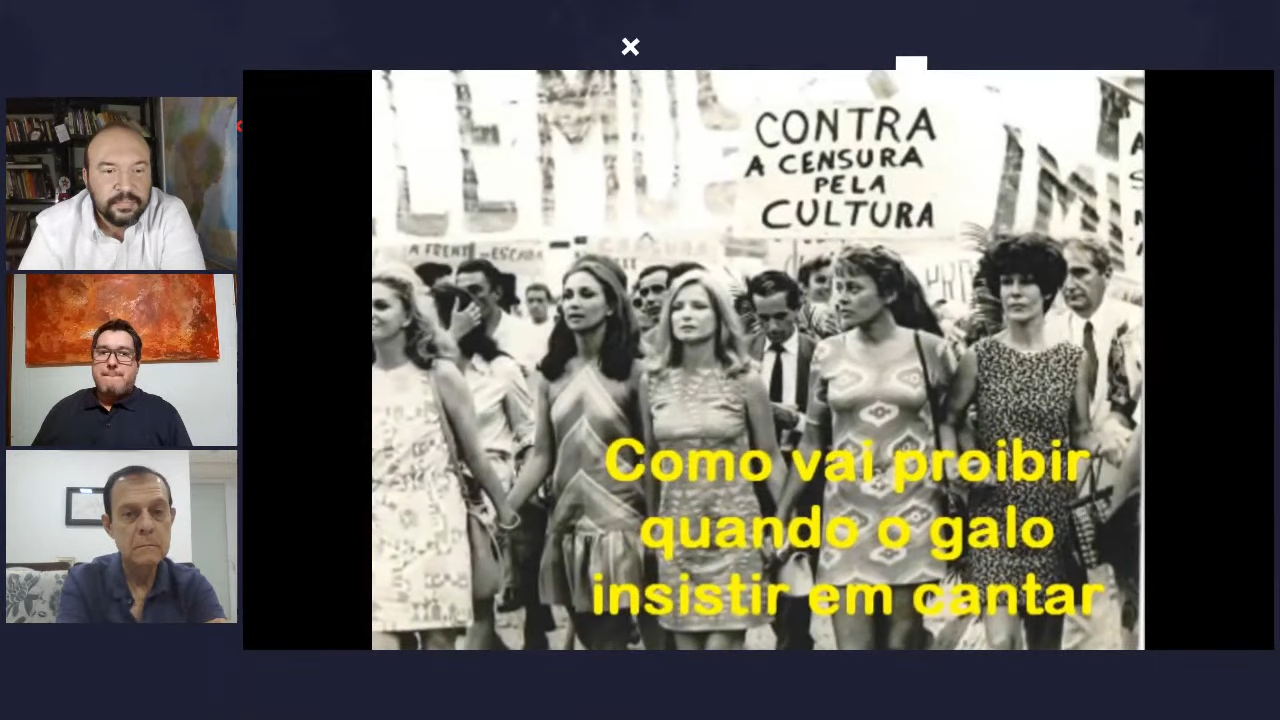 CONTRA
A CENSURA
PELA
CULTURA
Como vai proibir
quando o galo
insistir em cantar